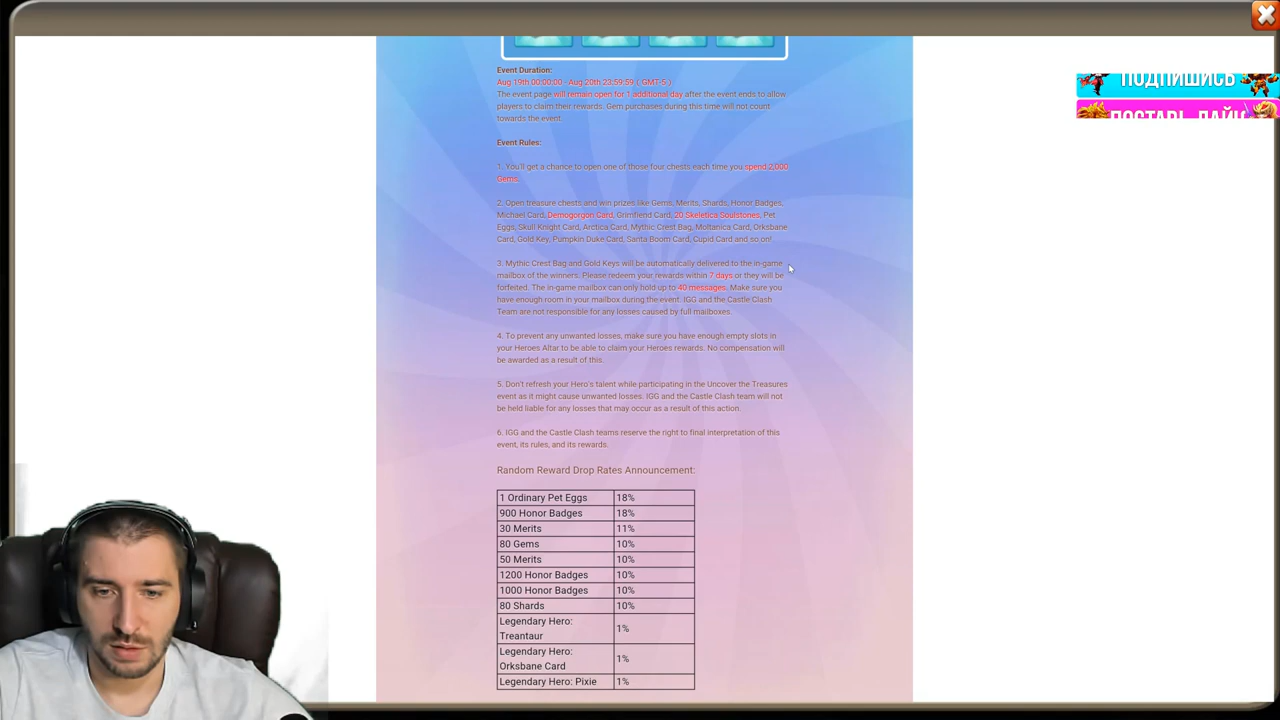 Event Duration:
Aug 19th 00:00:00 - Aug 20th 23:59:59 ( GMT-5 )
The event page will remain open for 1 additional day after the event ends to allow
players to claim their rewards. Gem purchases during this time will not count
towards the event.
Event Rules:
1. You'll get a chance to open one of those four chests each time you spend 2,000
Gems.
2. Open treasure chests and win prizes like Gems, Merits, Shards, Honor Badges,
Michael Card, Demogorgon Card, Grimfiend Card, 20 Skeletica Soulstones, Pet
Eggs, Skull Knight Card, Arctica Card, Mythic Crest Bag, Moltanica Card, Orksbane
Card, Gold Key, Pumpkin Duke Card, Santa Boom Card, Cupid Card and so on!
3. Mythic Crest Bag and Gold Keys will be automatically delivered to the in-game
mailbox of the winners. Please redeem your rewards within 7 days or they will be
forfeited. The in-game mailbox can only hold up to 40 messages. Make sure you
have enough room in your mailbox during the event. IGG and the Castle Clash
Team are not responsible for any losses caused by full mailboxes.
4. To prevent any unwanted losses, make sure you have enough empty slots in
your Heroes Altar to be able to claim your Heroes rewards. No compensation will
be awarded as a result of this.
5. Don't refresh your Hero's talent while participating in the Uncover the Treasures
event as it might cause unwanted losses. IGG and the Castle Clash team will not
be held liable for any losses that may occur as a result of this action.
6. IGG and the Castle Clash teams reserve the right to final interpretation of this
event, its rules, and its rewards.
Random Reward Drop Rates Announcement:
1 Ordinary Pet Eggs 18%
900 Honor Badges 18%
30 Merits 11%
80 Gems 10%
50 Merits 10%
1200 Honor Badges 10%
1000 Honor Badges 10%
80 Shards 10%
Legendary Hero:
Treantaur 1%
Legendary Hero:
Orksbane Card 1%
Legendary Hero: Pixie 1%
ПОДПИШИСЬ
ПОСТАВЬ ЛАЙК